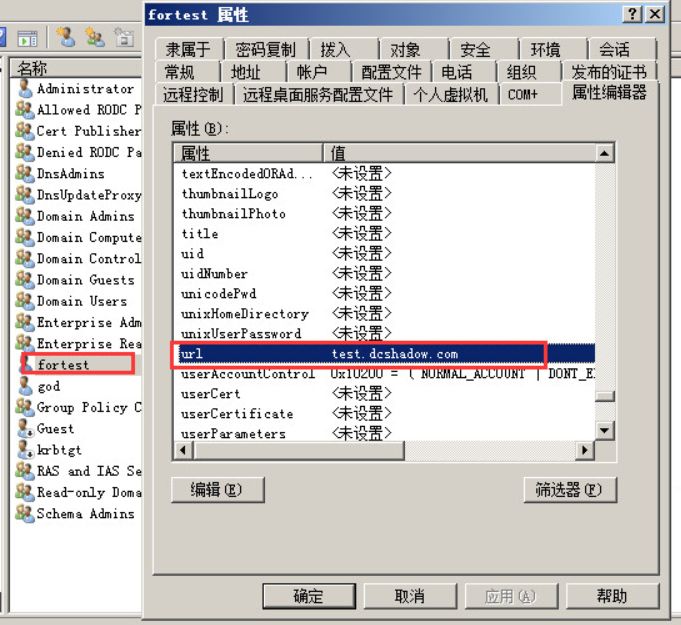 名称
Administrator
Allowed RODC P
Cert Publisher
Denied RODC Pa
DnsAdmins
DnsUpdateProxy
Domain Admins
Domain Compute
Domain Control
Domain Guests
Domain Users
Enterprise Adm
Enterprise Rea
fortest
god
Group Policy C
Guest
krbtgt
RAS and IAS Se
Read-only Doma
Schema Admins
fortest 属性
隶属于 密码复制 拨入 对象 安全 环境 会话
常规 地址 帐户 配置文件 电话 组织 发布的证书
远程控制 远程桌面服务配置文件 个人虚拟机 COM+ 属性编辑器
属性(B):
属性 值
textEncodedORAd... <未设置>
thumbnailLogo <未设置>
thumbnailPhoto <未设置>
title <未设置>
uid <未设置>
uidNumber <未设置>
unicodePwd <未设置>
unixHomeDirectory <未设置>
unixUserPassword <未设置>
url test.dcshadow.com
userAccountControl 0x10200 = ( NORMAL_ACCOUNT | DONT_E
userCert <未设置>
userCertificate <未设置>
userParameters <未设置>
编辑(E) 筛选器(F)
确定 取消 应用(A) 帮助